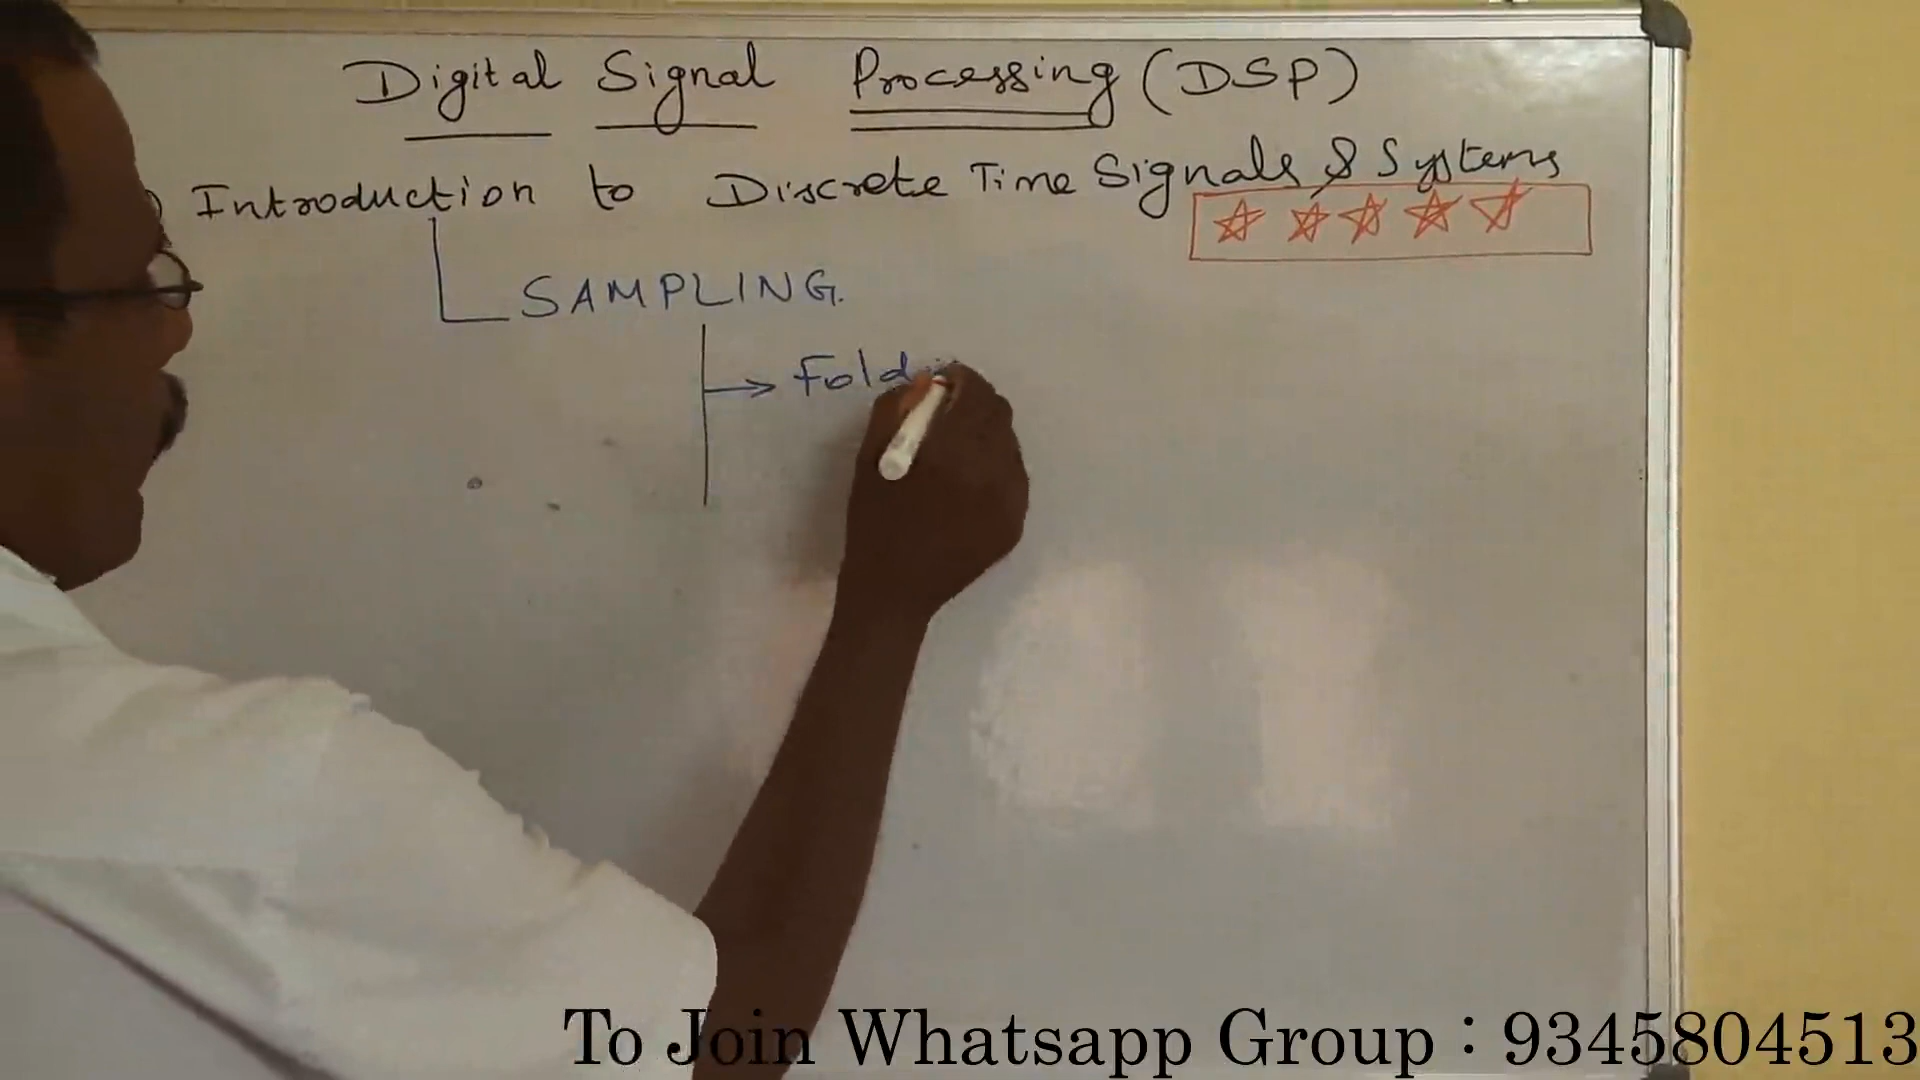 Digital Signal Processing (DSP)
Introduction to Discrete Time Signals & Systems
SAMPLING.
Fold
To Join Whatsapp Group : 9345804513